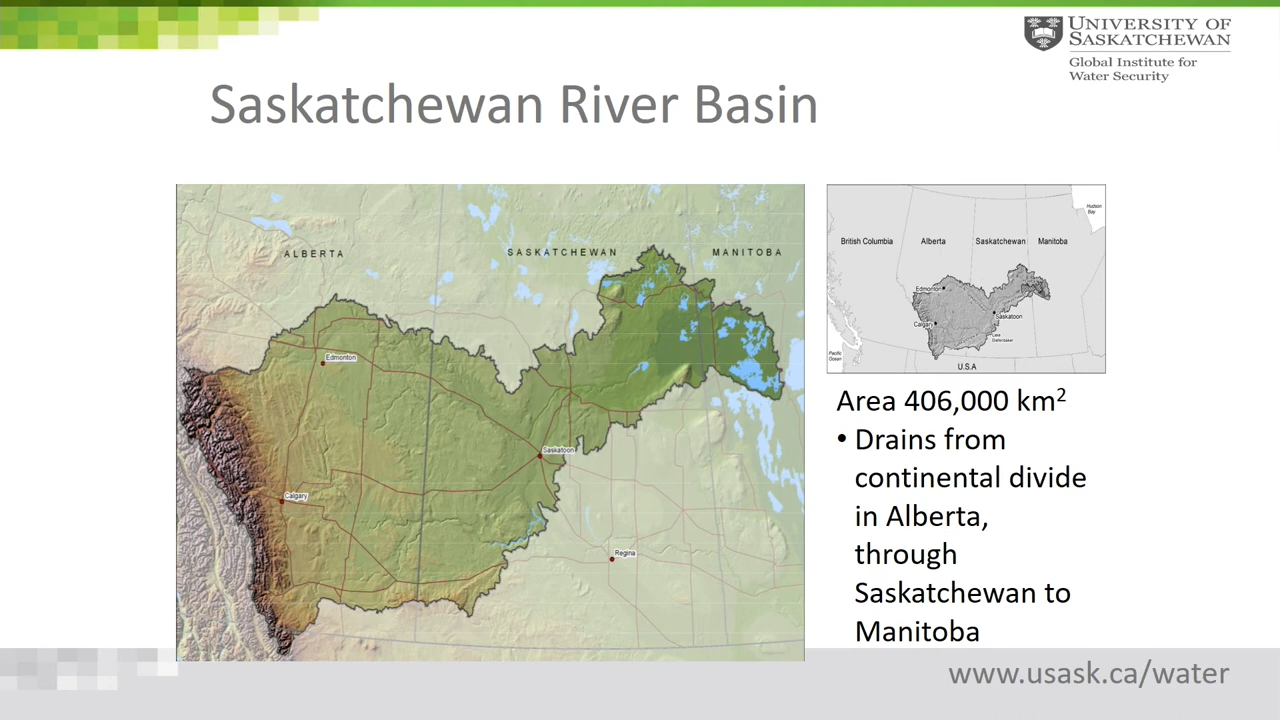 UNIVERSITY OF
SASKATCHEWAN
Global Institute for
Water Security
Saskatchewan River Basin
ALBERTA
SASKATCHEWAN
MANITOBA
Edmonton
Saskatoon
Calgary
Regina
Hudson
Bay
British Columbia
Alberta
Saskatchewan
Manitoba
Edmonton
Saskatoon
Calgary
Lake
Diefenbaker
Pacific
Ocean
U.S.A
Area 406,000 km²
• Drains from
continental divide
in Alberta,
through
Saskatchewan to
Manitoba
www.usask.ca/water